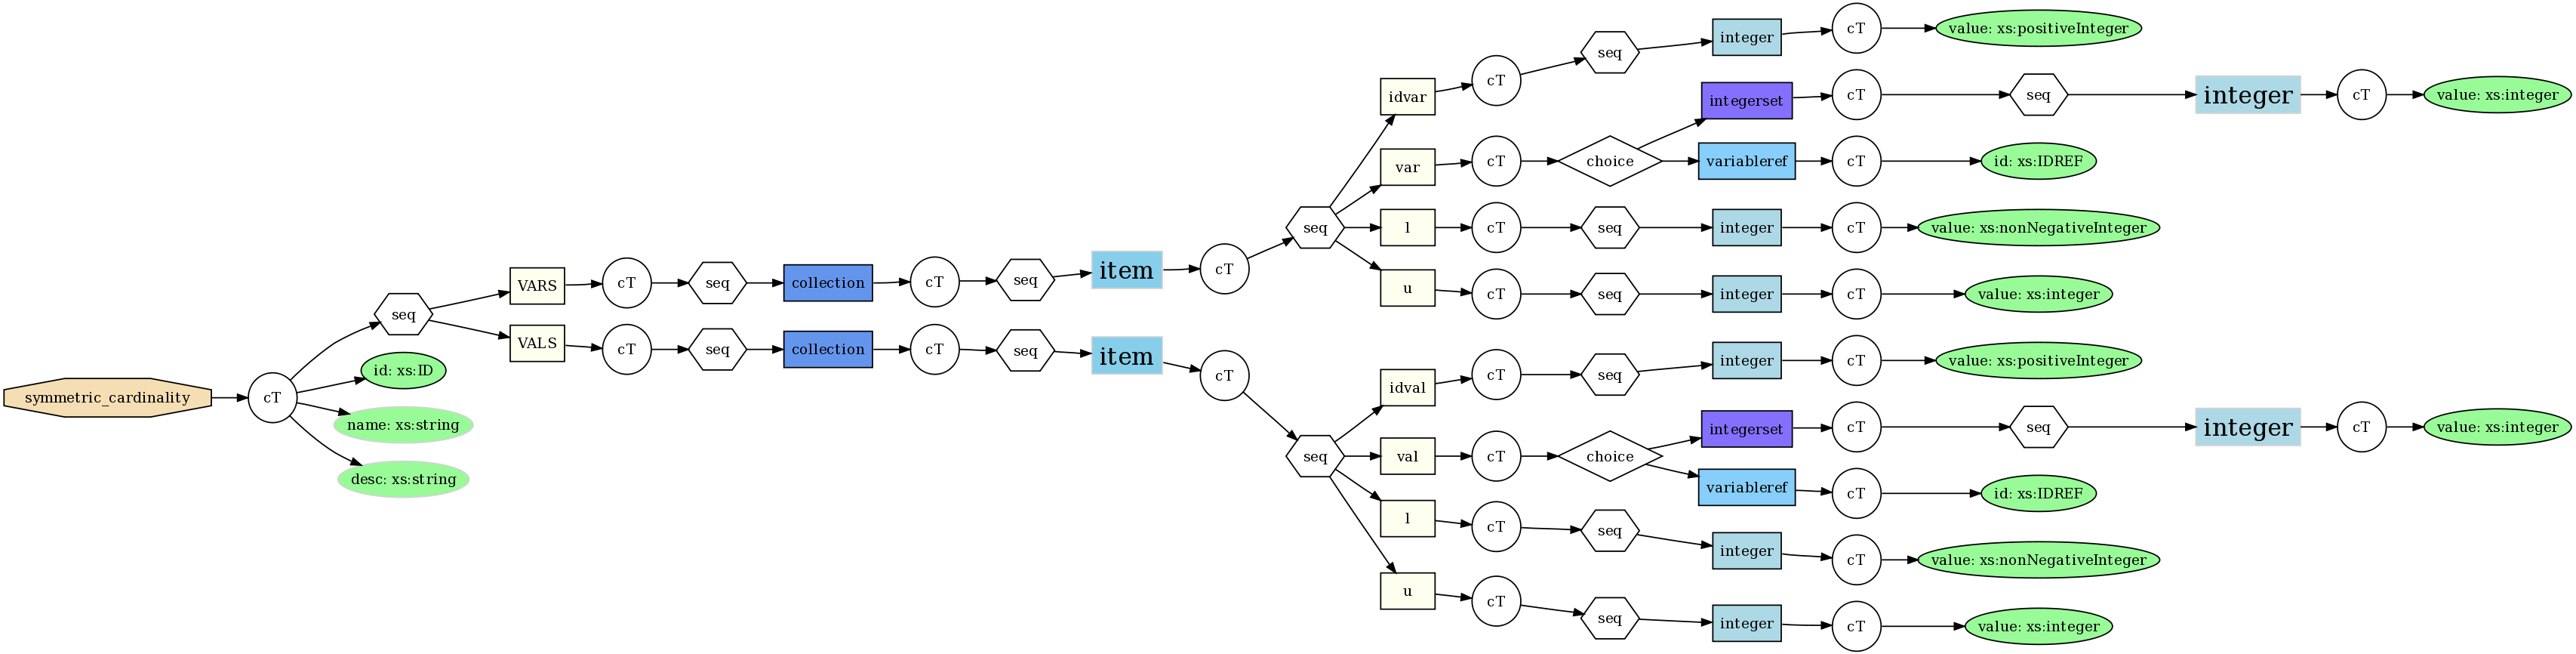 cT
value: xs:positiveInteger
integer
seq
idvar
cT
integerset
cT
seq
integer
cT
value: xs:integer
var
cT
choice
variableref
cT
id: xs:IDREF
l
cT
seq
integer
cT
value: xs:nonNegativeInteger
seq
u
cT
seq
integer
cT
value: xs:integer
symmetric_cardinality
cT
seq
id: xs:ID
name: xs:string
desc: xs:string
VARS
cT
seq
collection
cT
seq
item
cT
VALS
cT
seq
collection
cT
seq
item
cT
seq
idval
cT
seq
integer
cT
value: xs:positiveInteger
val
cT
choice
integerset
cT
seq
integer
cT
value: xs:integer
variableref
cT
id: xs:IDREF
l
cT
seq
integer
cT
value: xs:nonNegativeInteger
u
cT
seq
integer
cT
value: xs:integer